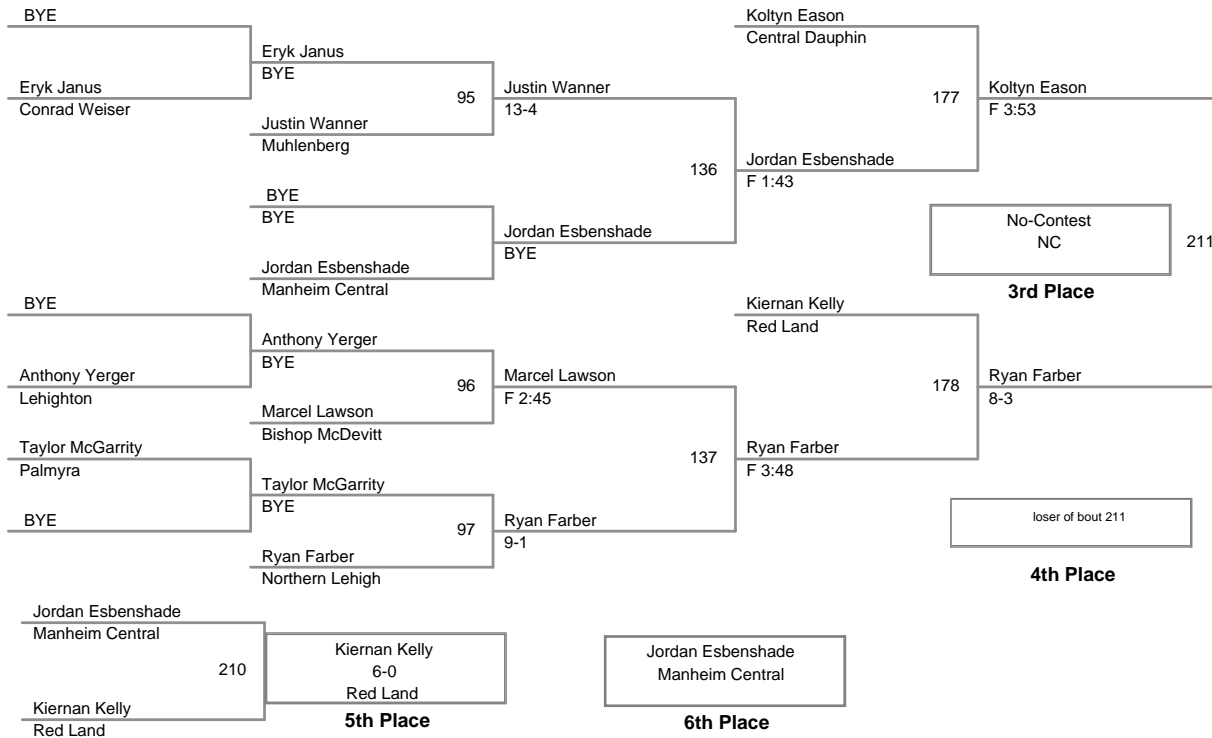 BYE
Eryk Janus
Conrad Weiser
Eryk Janus
BYE
95
Justin Wanner
Muhlenberg
Justin Wanner
13-4
BYE
BYE
Jordan Esbenshade
Manheim Central
Jordan Esbenshade
BYE
136
Koltyn Eason
Central Dauphin
Jordan Esbenshade
F 1:43
177
Koltyn Eason
F 3:53
No-Contest
NC
211
3rd Place
BYE
Anthony Yerger
Lehighton
Anthony Yerger
BYE
96
Marcel Lawson
Bishop McDevitt
Marcel Lawson
F 2:45
Taylor McGarrity
Palmyra
BYE
Taylor McGarrity
BYE
97
Ryan Farber
Northern Lehigh
Ryan Farber
9-1
137
Kiernan Kelly
Red Land
Ryan Farber
F 3:48
178
Ryan Farber
8-3
loser of bout 211
4th Place
Jordan Esbenshade
Manheim Central
210
Kiernan Kelly
Red Land
Kiernan Kelly
6-0
Red Land
5th Place
Jordan Esbenshade
Manheim Central
6th Place